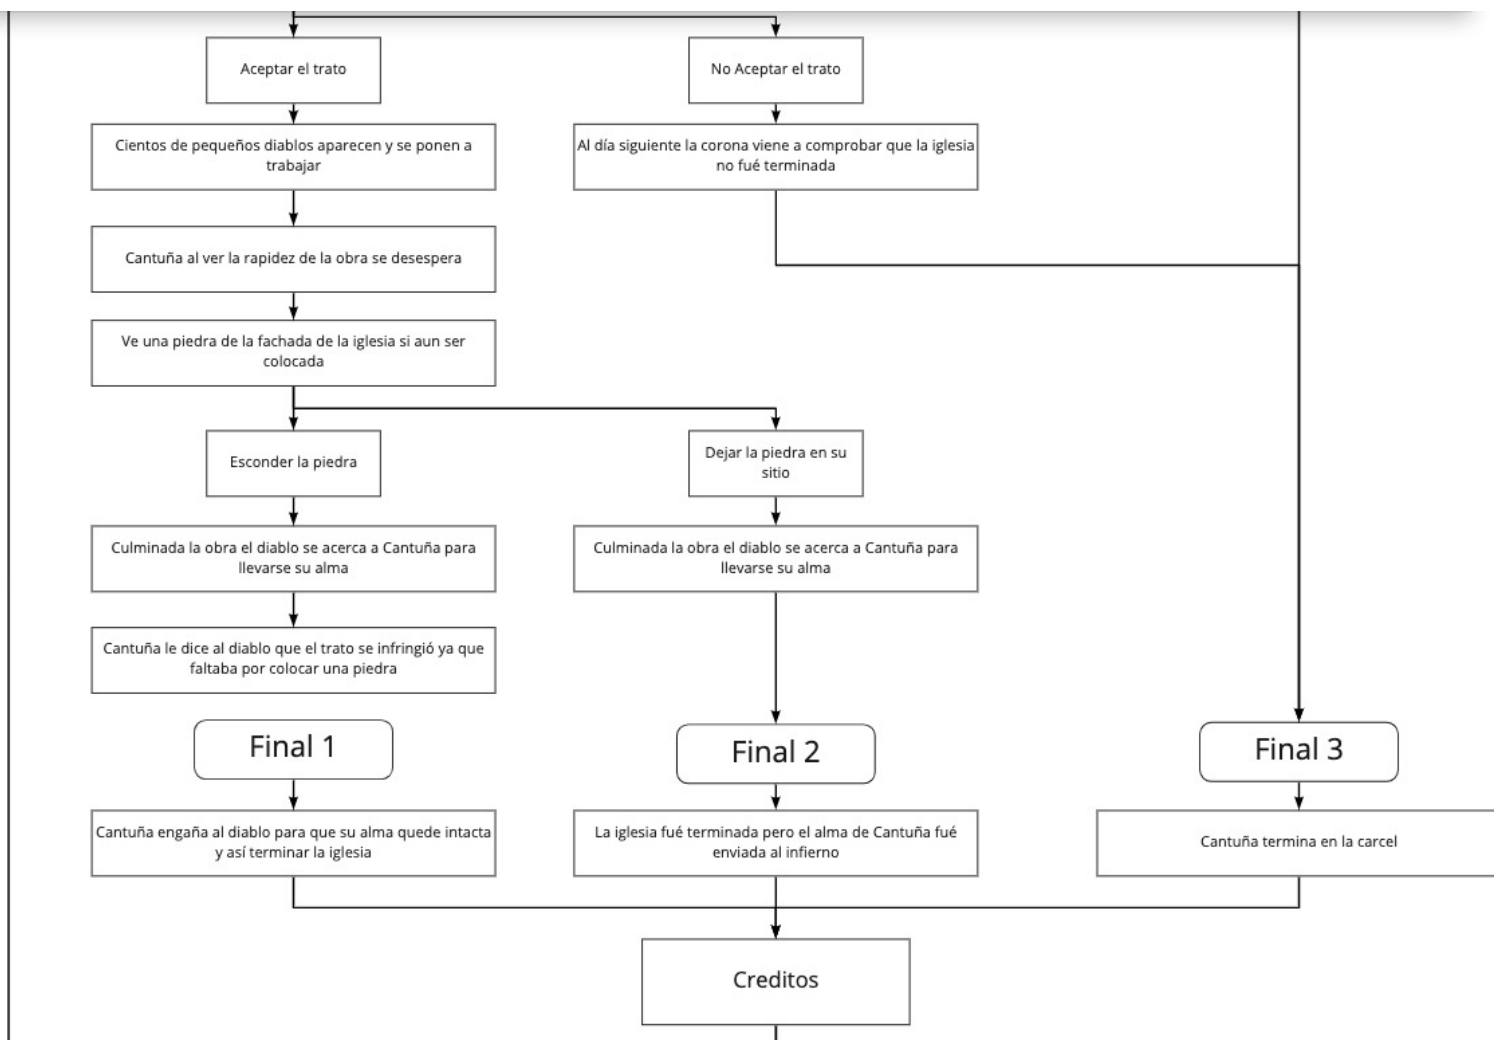 Aceptar el trato
No Aceptar el trato
Cientos de pequeños diablos aparecen y se ponen a
trabajar
Al día siguiente la corona viene a comprobar que la iglesia
no fué terminada
Cantuña al ver la rapidez de la obra se desespera
Ve una piedra de la fachada de la iglesia si aun ser
colocada
Esconder la piedra
Dejar la piedra en su
sitio
Culminada la obra el diablo se acerca a Cantuña para
llevarse su alma
Culminada la obra el diablo se acerca a Cantuña para
llevarse su alma
Cantuña le dice al diablo que el trato se infringió ya que
faltaba por colocar una piedra
Final 1
Final 2
Final 3
Cantuña engaña al diablo para que su alma quede intacta
y así terminar la iglesia
La iglesia fué terminada pero el alma de Cantuña fué
enviada al infierno
Cantuña termina en la carcel
Creditos